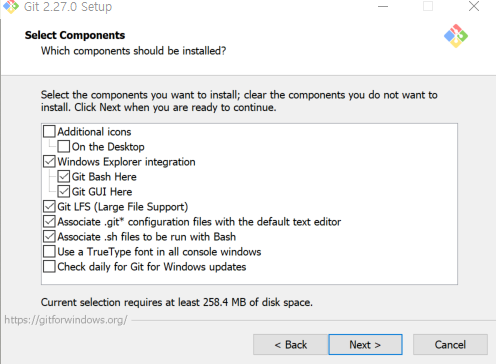 Git 2.27.0 Setup
Select Components
Which components should be installed?
Select the components you want to install; clear the components you do not want to
install. Click Next when you are ready to continue.
Additional icons
On the Desktop
Windows Explorer integration
Git Bash Here
Git GUI Here
Git LFS (Large File Support)
Associate .git* configuration files with the default text editor
Associate .sh files to be run with Bash
Use a TrueType font in all console windows
Check daily for Git for Windows updates
Current selection requires at least 258.4 MB of disk space.
https://gitforwindows.org/
< Back Next > Cancel